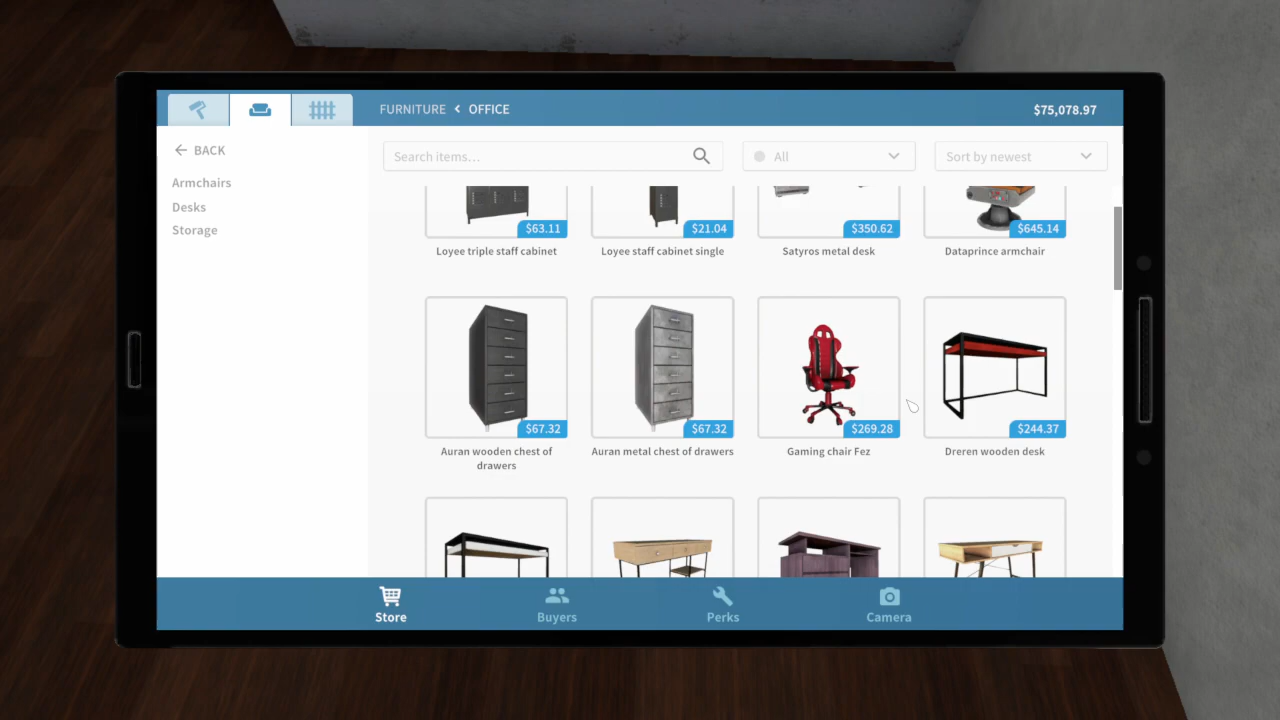 FURNITURE < OFFICE
$75,078.97
BACK
Search items...
All
Sort by newest
Armchairs
Desks
Storage
$63.11
$21.04
$350.62
$645.14
Loyee triple staff cabinet
Loyee staff cabinet single
Satyros metal desk
Dataprince armchair
$67.32
$67.32
$269.28
$244.37
Auran wooden chest of
drawers
Auran metal chest of drawers
Gaming chair Fez
Dreren wooden desk
Store
Buyers
Perks
Camera